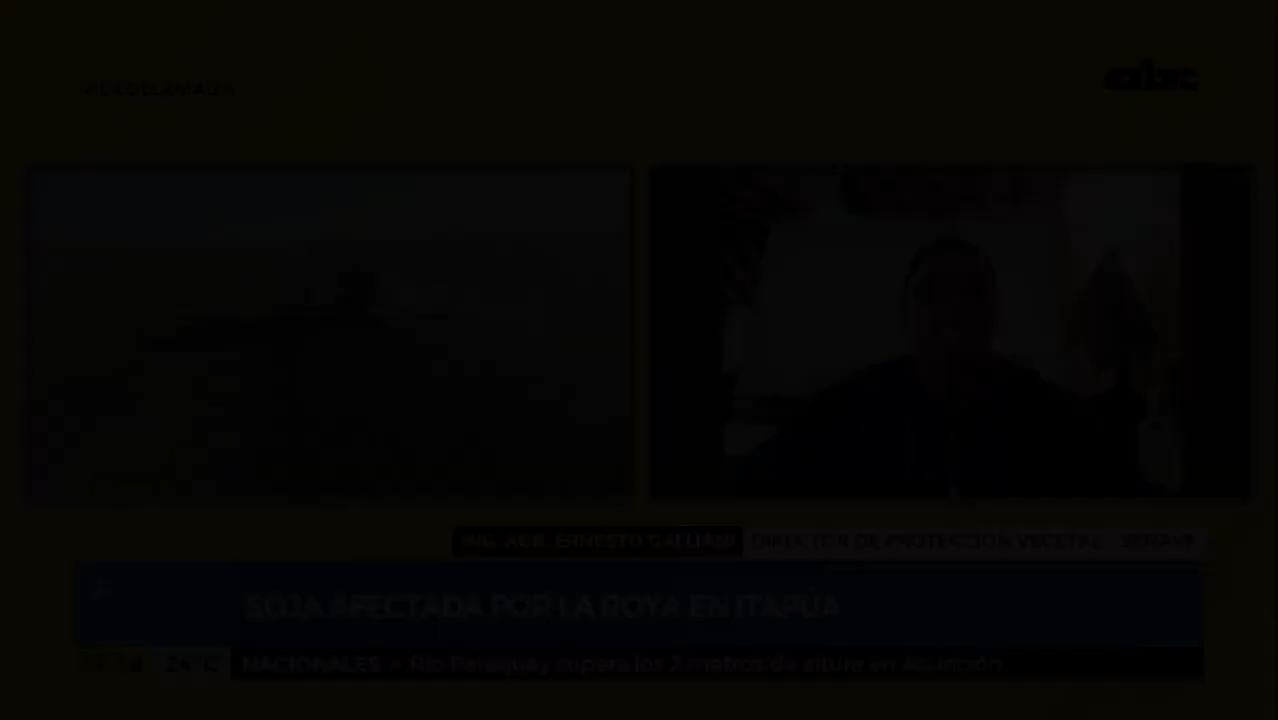 VIDEOLLAMADA
abc
ING. AGR. ERNESTO GALLIANI DIRECTOR DE PROTECCIÓN VEGETAL - SENAVE
SOJA AFECTADA POR LA ROYA EN ITAPÚA
NACIONALES • Río Paraguay supera los 2 metros de altura en Asunción